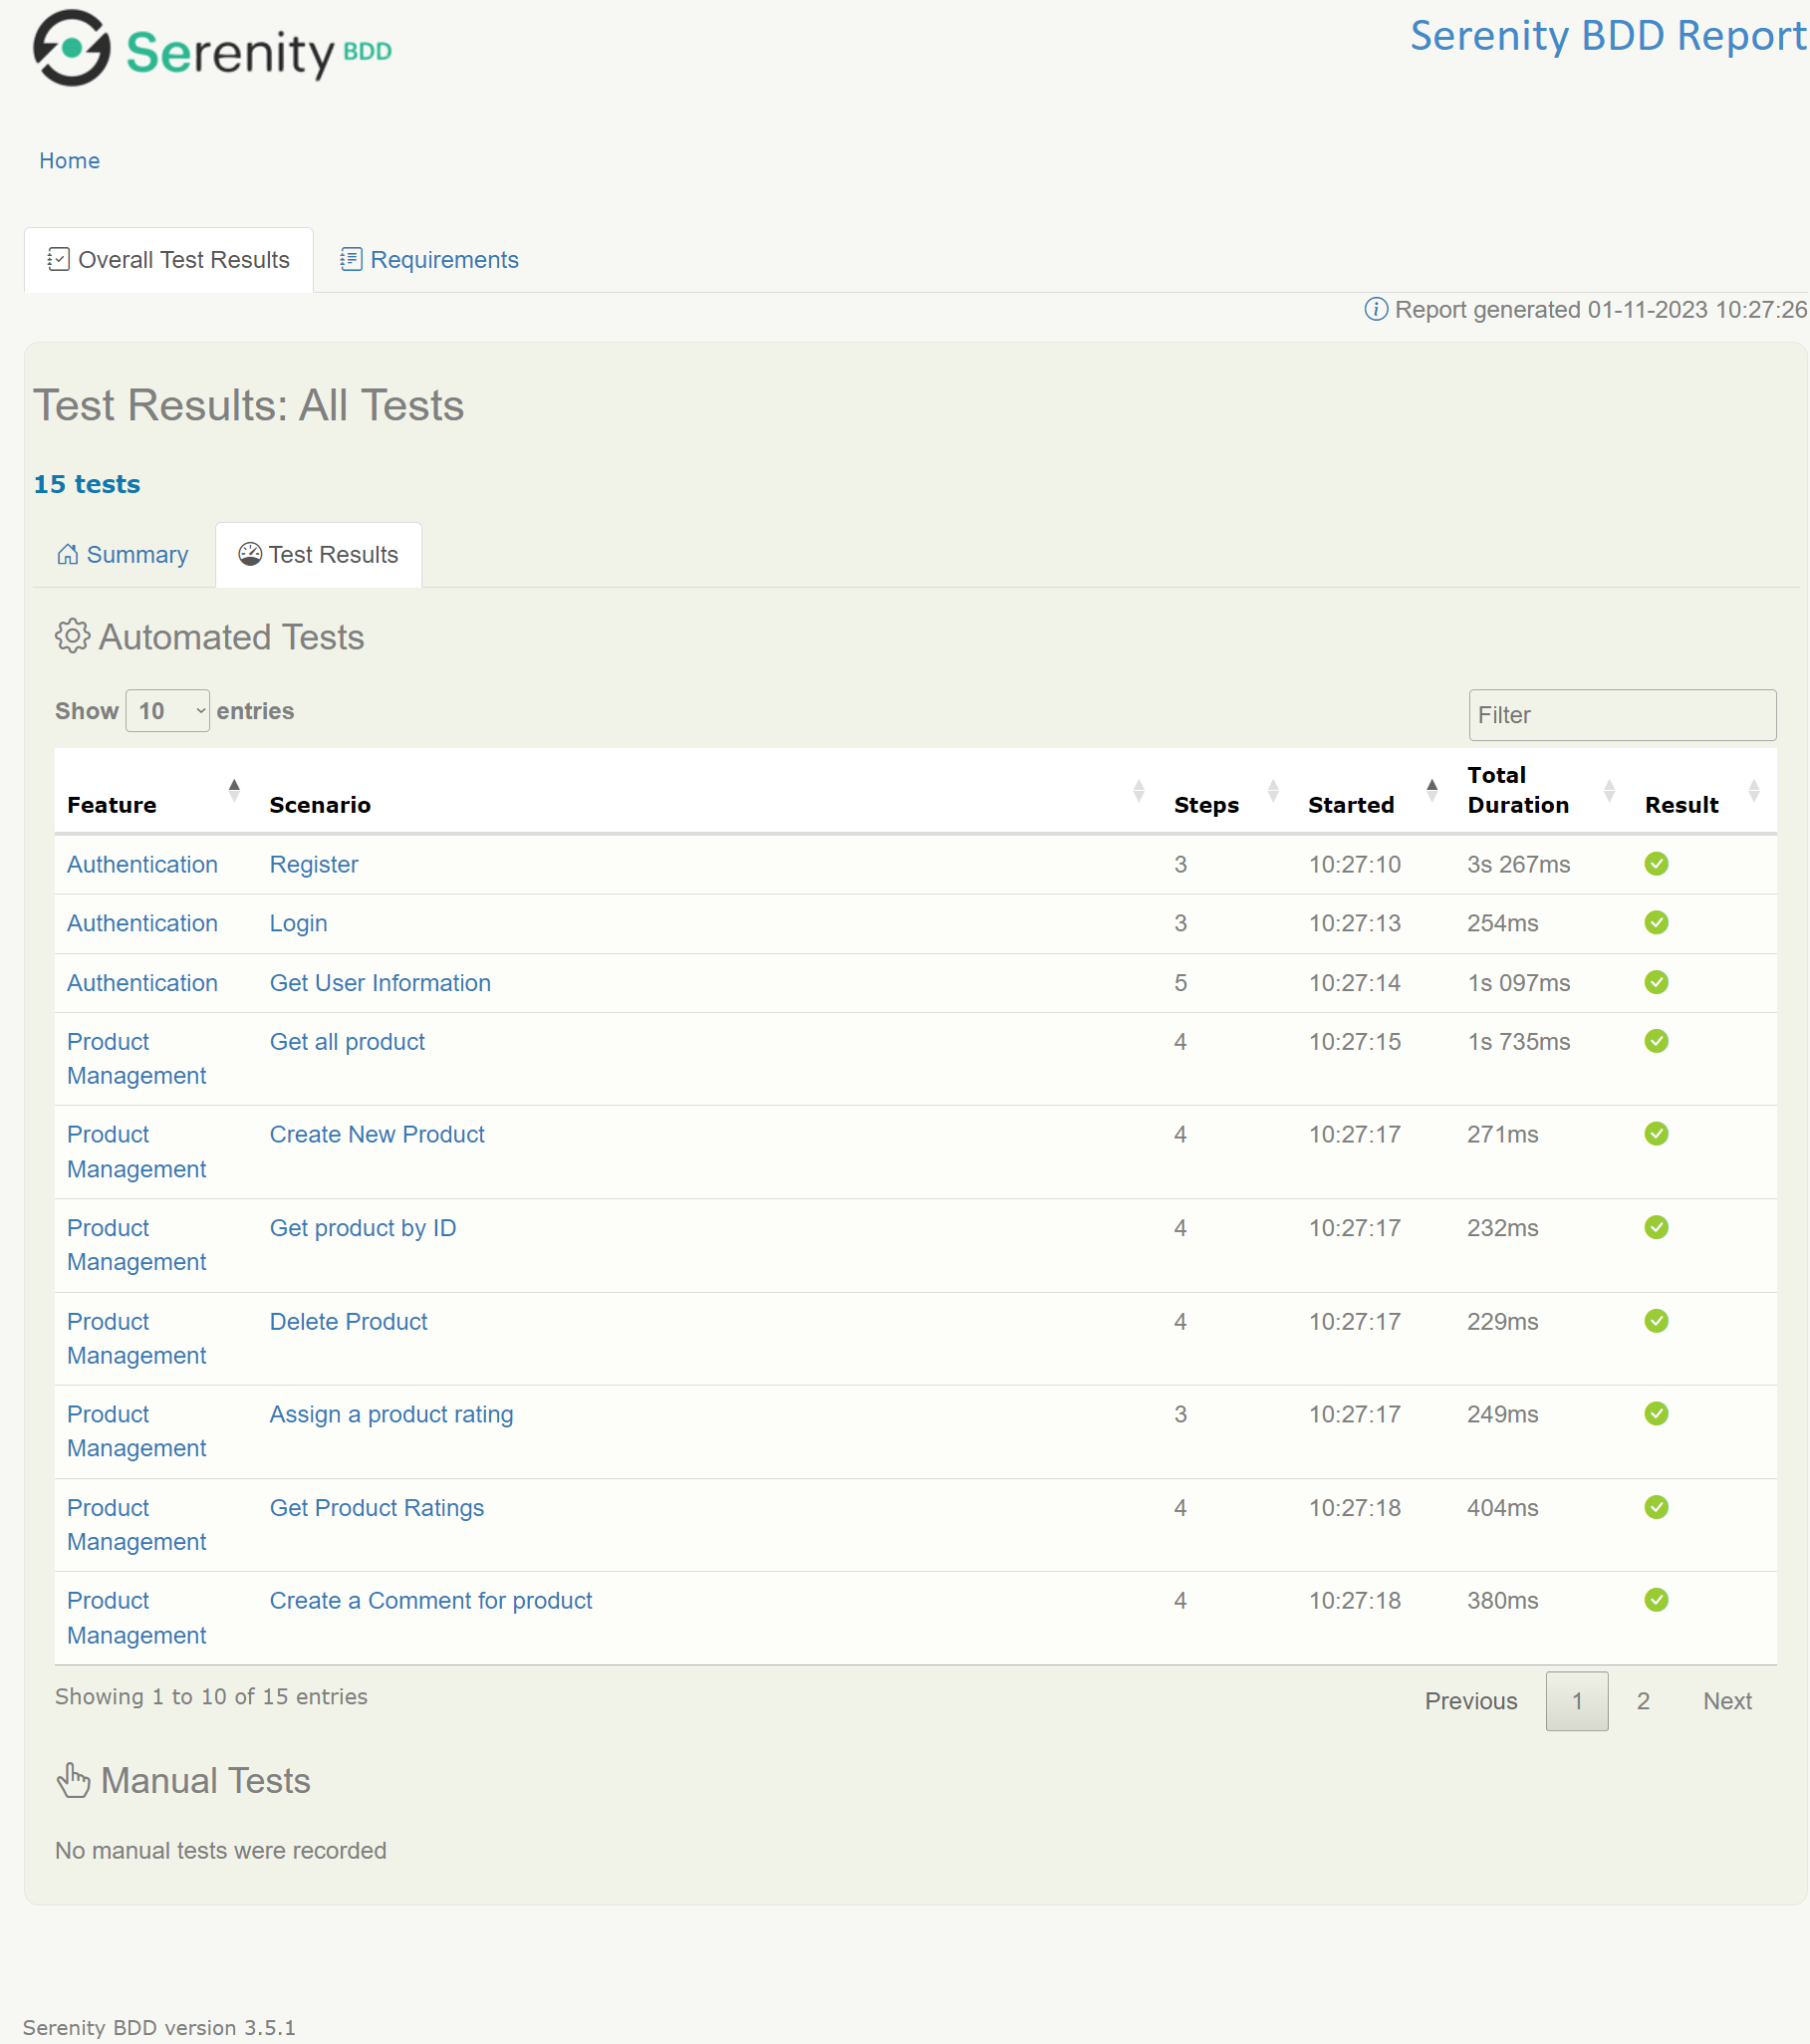 Serenity BDD
Serenity BDD Report
Home
Overall Test Results Requirements
Report generated 01-11-2023 10:27:26
Test Results: All Tests
15 tests
Summary Test Results
Automated Tests
Show 10 entries Filter
Feature Scenario Steps Started Total Duration Result
Authentication Register 3 10:27:10 3s 267ms
Authentication Login 3 10:27:13 254ms
Authentication Get User Information 5 10:27:14 1s 097ms
Product Get all product 4 10:27:15 1s 735ms
Management
Product Create New Product 4 10:27:17 271ms
Management
Product Get product by ID 4 10:27:17 232ms
Management
Product Delete Product 4 10:27:17 229ms
Management
Product Assign a product rating 3 10:27:17 249ms
Management
Product Get Product Ratings 4 10:27:18 404ms
Management
Product Create a Comment for product 4 10:27:18 380ms
Management
Showing 1 to 10 of 15 entries Previous 1 2 Next
Manual Tests
No manual tests were recorded
Serenity BDD version 3.5.1